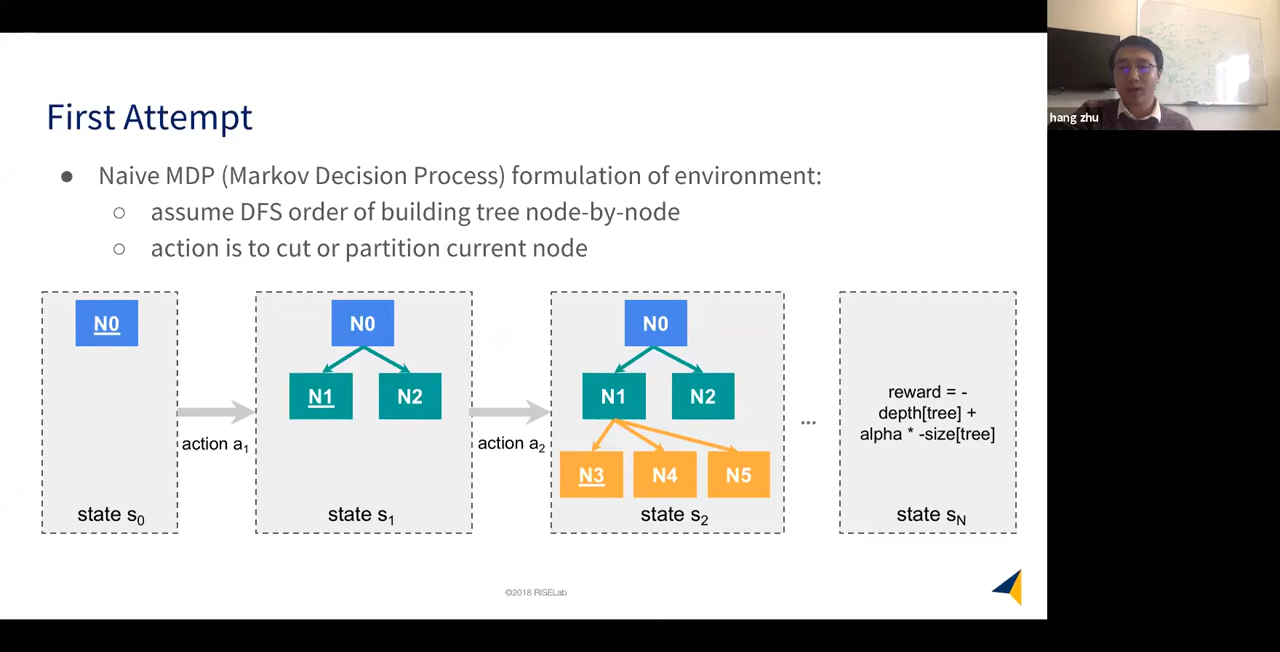 First Attempt
● Naive MDP (Markov Decision Process) formulation of environment:
○ assume DFS order of building tree node-by-node
○ action is to cut or partition current node
N0
state s0
action a1
N0
N1 N2
state s1
action a2
N0
N1 N2
N3 N4 N5
state s2
...
reward = -
depth[tree] +
alpha * -size[tree]
state sN
©2018 RISELab
hang zhu